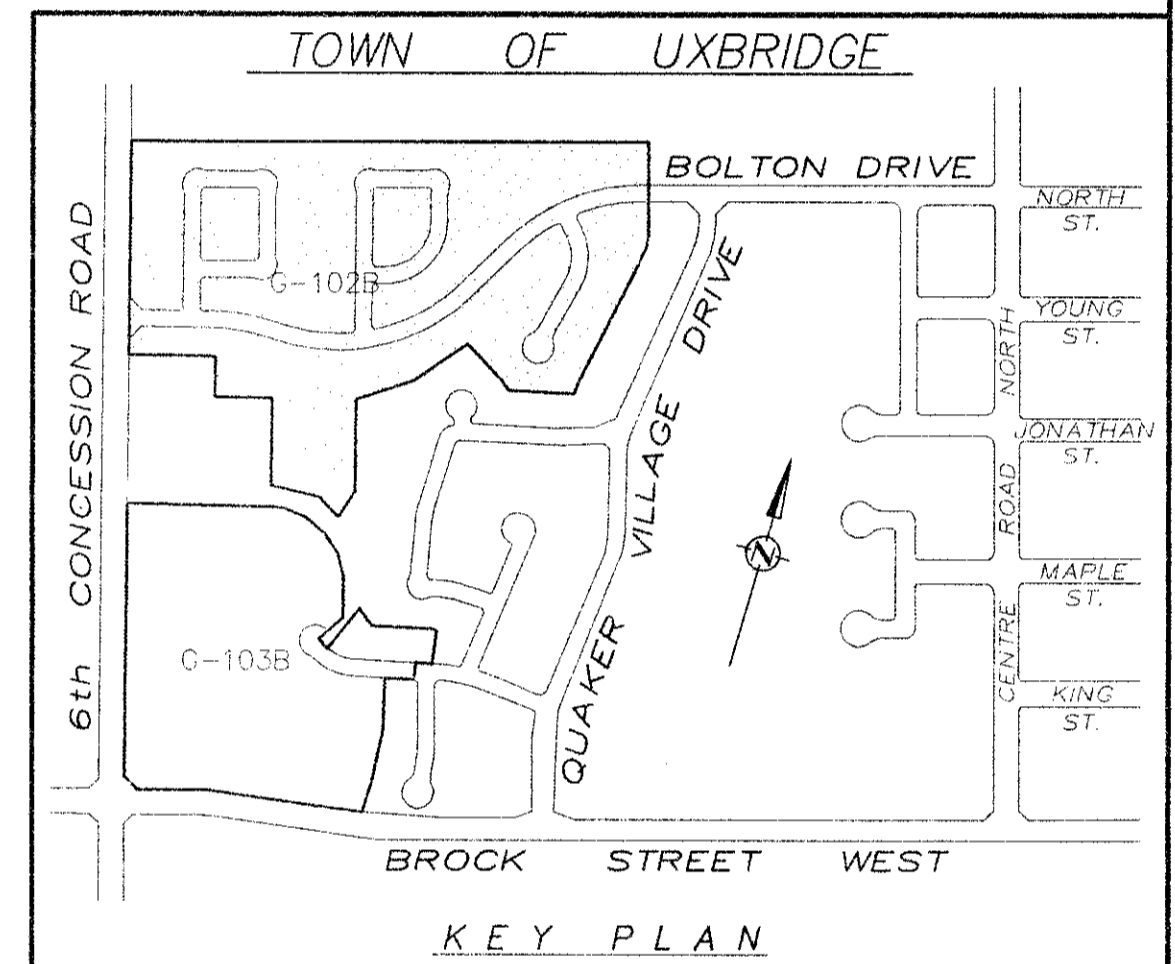 TOWN OF UXBRIDGE
BOLTON DRIVE
NORTH
ST.
6th CONCESSION ROAD
G-102B
QUAKER VILLAGE DRIVE
YOUNG
ST.
CENTRE ROAD NORTH
JONATHAN
ST.
N
MAPLE
ST.
G-103B
KING
ST.
BROCK STREET WEST
KEY PLAN